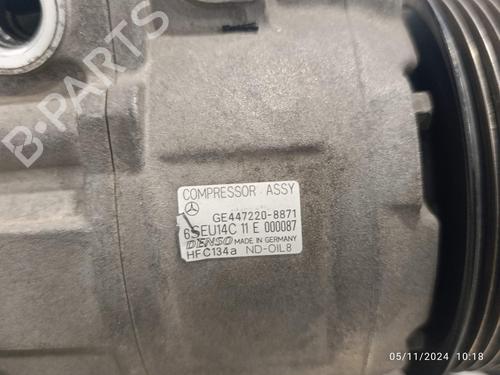 B-PARTS
COMPRESSOR ASSY
GE447220-8871
6SEU14C 11 E 000087
DENSO MADE IN GERMANY
HFC134a ND-OIL8
05/11/2024 10:18